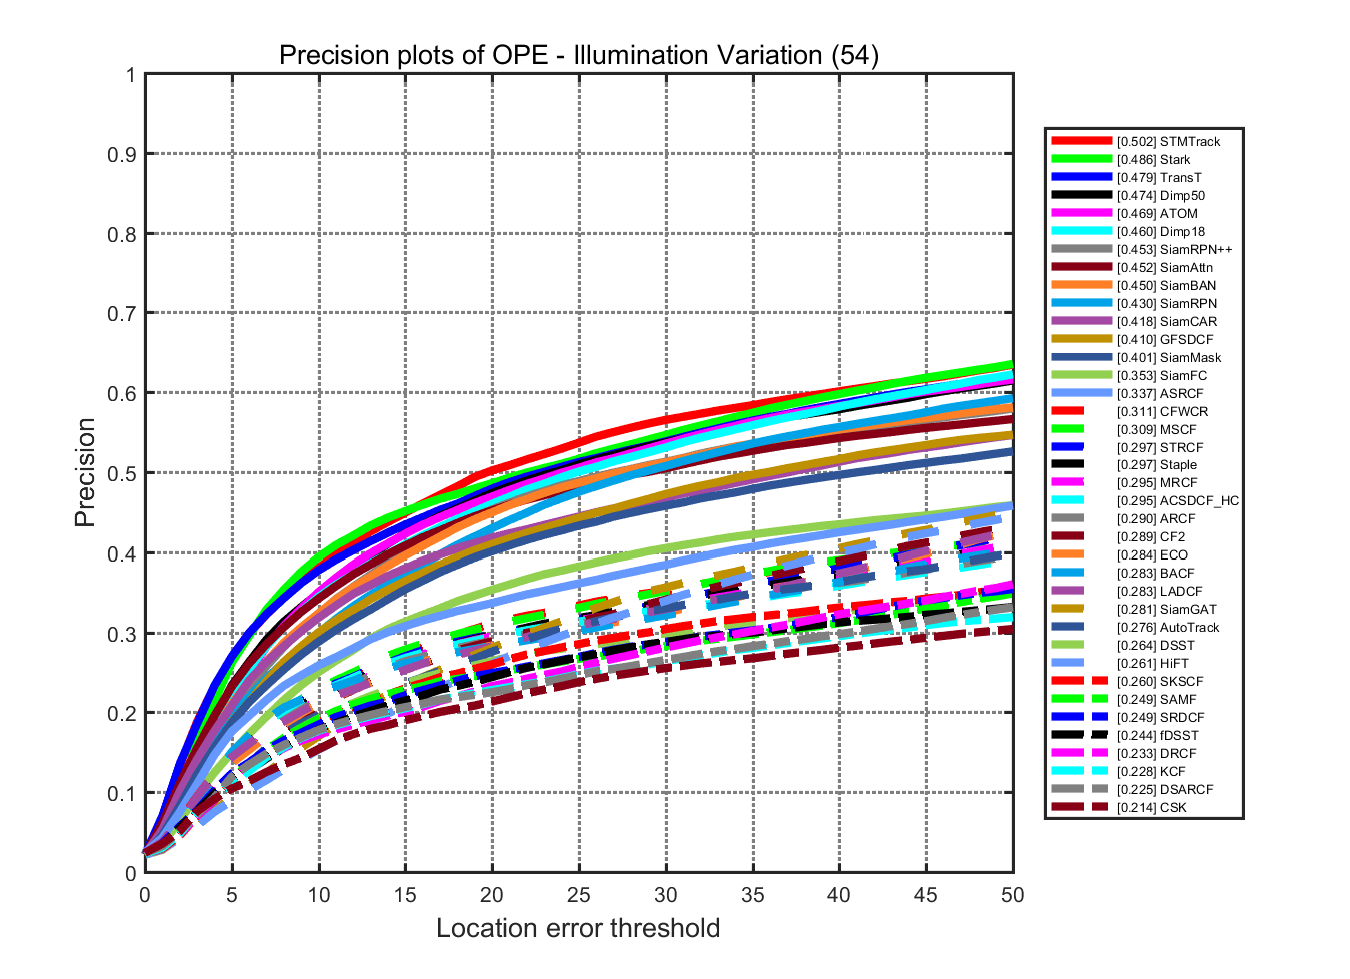 Precision plots of OPE - Illumination Variation (54)
1
0.9
0.8
0.7
0.6
0.5
0.4
0.3
0.2
0.1
0
Precision
0 5 10 15 20 25 30 35 40 45 50
Location error threshold
[0.502] STMTrack
[0.486] Stark
[0.479] TransT
[0.474] Dimp50
[0.469] ATOM
[0.460] Dimp18
[0.453] SiamRPN++
[0.452] SiamAttn
[0.450] SiamBAN
[0.430] SiamRPN
[0.418] SiamCAR
[0.410] GFSDCF
[0.401] SiamMask
[0.353] SiamFC
[0.337] ASRCF
[0.311] CFWCR
[0.309] MSCF
[0.297] STRCF
[0.297] Staple
[0.295] MRCF
[0.295] ACSDCF_HC
[0.290] ARCF
[0.289] CF2
[0.284] ECO
[0.283] BACF
[0.283] LADCF
[0.281] SiamGAT
[0.276] AutoTrack
[0.264] DSST
[0.261] HiFT
[0.260] SKSCF
[0.249] SAMF
[0.249] SRDCF
[0.244] fDSST
[0.233] DRCF
[0.228] KCF
[0.225] DSARCF
[0.214] CSK